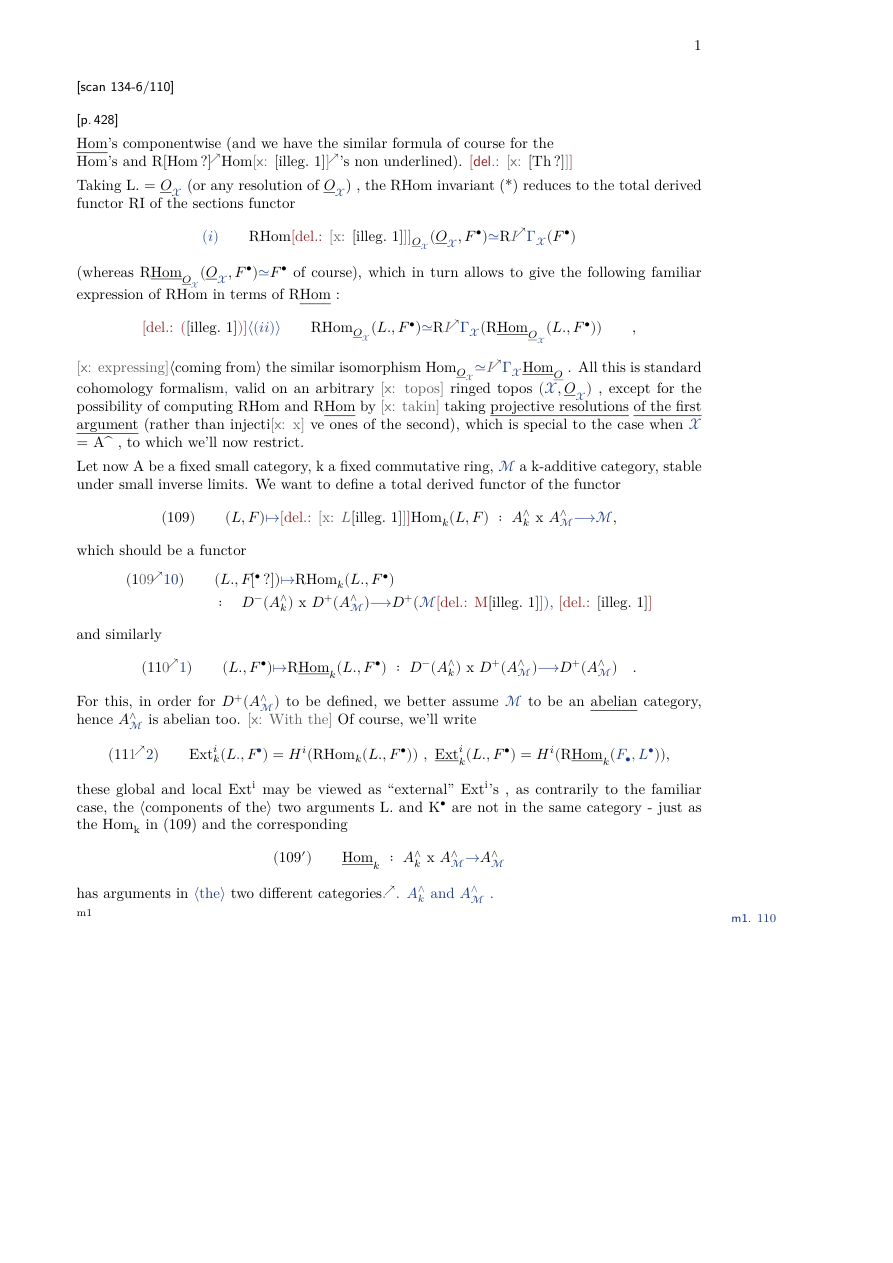 1
[scan 134-6/110]
[p. 428]
Hom's componentwise (and we have the similar formula of course for the
Hom's and R[Hom ?]↗Hom[x: [illeg. 1]]↗'s non underlined). [del.: [x: [Th ?]]]
Taking L. = O_𝒳 (or any resolution of O_𝒳) , the RHom invariant (*) reduces to the total derived
functor RI of the sections functor
(i) RHom[del.: [x: [illeg. 1]]]_{O_𝒳}(O_𝒳, F•)≃RI↗Γ_𝒳(F•)
(whereas RHom_{O_𝒳}(O_𝒳, F•)≃F• of course), which in turn allows to give the following familiar
expression of RHom in terms of RHom :
[del.: ([illeg. 1])]⟨(ii)⟩ RHom_{O_𝒳}(L., F•)≃RI↗Γ_𝒳(RHom_{O_𝒳}(L., F•)) ,
[x: expressing]⟨coming from⟩ the similar isomorphism Hom_{O_𝒳}≃I↗Γ_𝒳Hom_O . All this is standard
cohomology formalism, valid on an arbitrary [x: topos] ringed topos (𝒳, O_𝒳) , except for the
possibility of computing RHom and RHom by [x: takin] taking projective resolutions of the first
argument (rather than injecti[x: x] ve ones of the second), which is special to the case when 𝒳
= A^ , to which we'll now restrict.
Let now A be a fixed small category, k a fixed commutative ring, ℳ a k-additive category, stable
under small inverse limits. We want to define a total derived functor of the functor
(109) (L, F)↦[del.: [x: L[illeg. 1]]]Hom_k(L, F) : A^∧_k x A^∧_ℳ⟶ℳ,
which should be a functor
(109↗10) (L., F[• ?])↦RHom_k(L., F•)
: D⁻(A^∧_k) x D⁺(A^∧_ℳ)⟶D⁺(ℳ[del.: M[illeg. 1]]), [del.: [illeg. 1]]
and similarly
(110↗1) (L., F•)↦RHom_k(L., F•) : D⁻(A^∧_k) x D⁺(A^∧_ℳ)⟶D⁺(A^∧_ℳ) .
For this, in order for D⁺(A^∧_ℳ) to be defined, we better assume ℳ to be an abelian category,
hence A^∧_ℳ is abelian too. [x: With the] Of course, we'll write
(111↗2) Ext^i_k(L., F•) = H^i(RHom_k(L., F•)) , Ext^i_k(L., F•) = H^i(RHom_k(F_•, L•)),
these global and local Ext^i may be viewed as “external” Ext^i's , as contrarily to the familiar
case, the ⟨components of the⟩ two arguments L. and K• are not in the same category - just as
the Hom_k in (109) and the corresponding
(109′) Hom_k : A^∧_k x A^∧_ℳ→A^∧_ℳ
has arguments in ⟨the⟩ two different categories.↗. A^∧_k and A^∧_ℳ .
m1
m1. 110